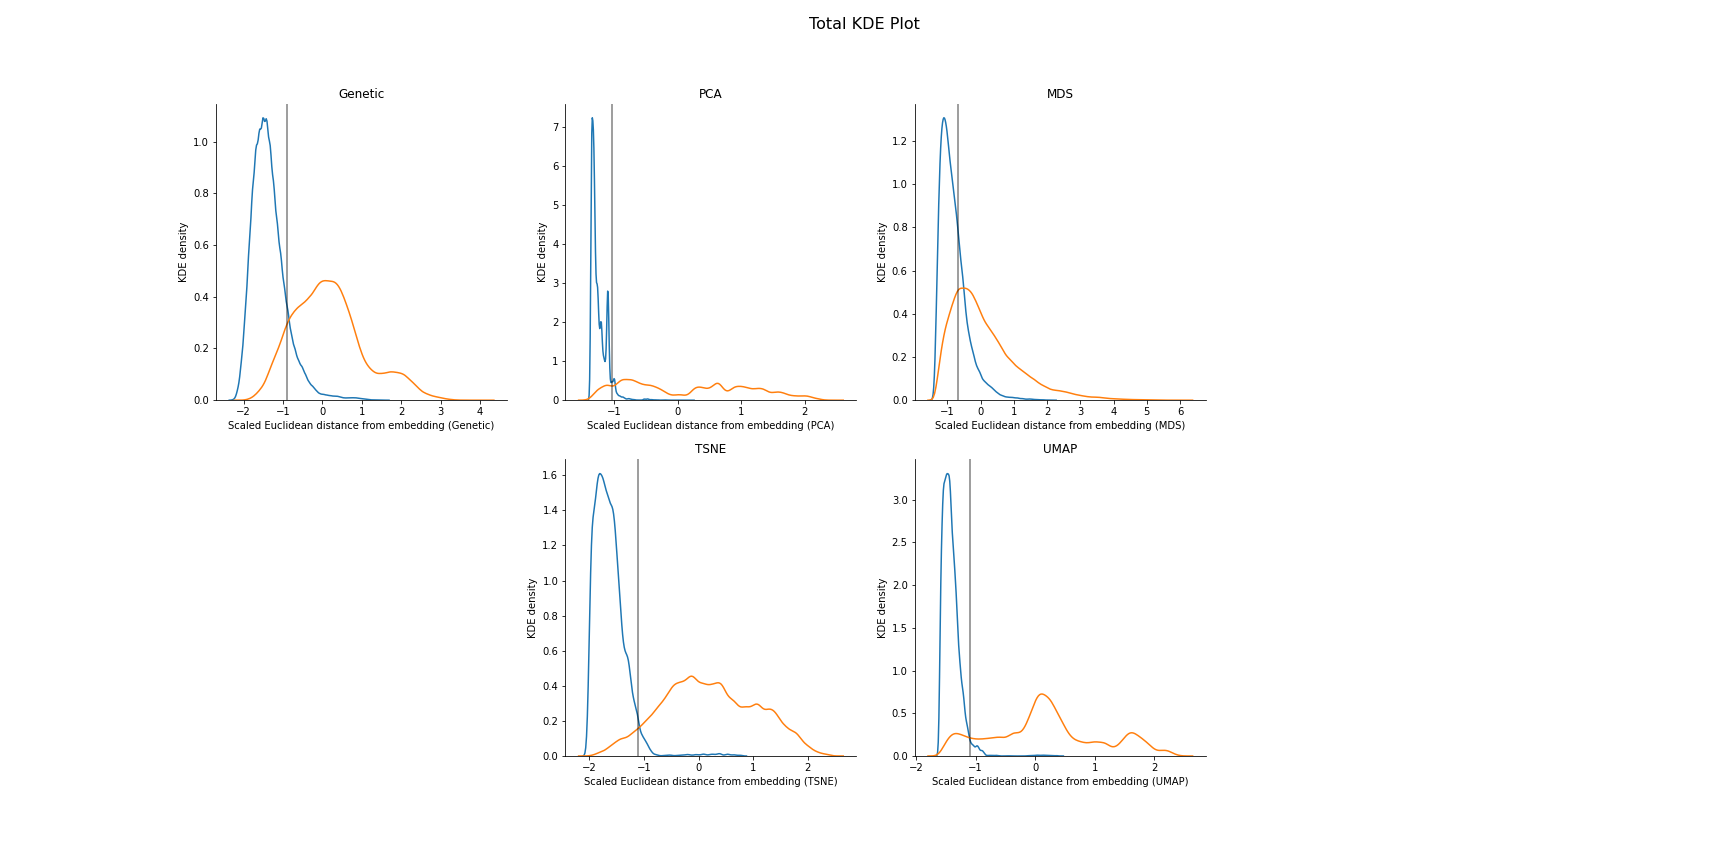 Total KDE Plot
Genetic
KDE density
1.0
0.8
0.6
0.4
0.2
0.0
−2 −1 0 1 2 3 4
Scaled Euclidean distance from embedding (Genetic)
PCA
KDE density
7
6
5
4
3
2
1
0
−1 0 1 2
Scaled Euclidean distance from embedding (PCA)
MDS
KDE density
1.2
1.0
0.8
0.6
0.4
0.2
0.0
−1 0 1 2 3 4 5 6
Scaled Euclidean distance from embedding (MDS)
TSNE
KDE density
1.6
1.4
1.2
1.0
0.8
0.6
0.4
0.2
0.0
−2 −1 0 1 2
Scaled Euclidean distance from embedding (TSNE)
UMAP
KDE density
3.0
2.5
2.0
1.5
1.0
0.5
0.0
−2 −1 0 1 2
Scaled Euclidean distance from embedding (UMAP)